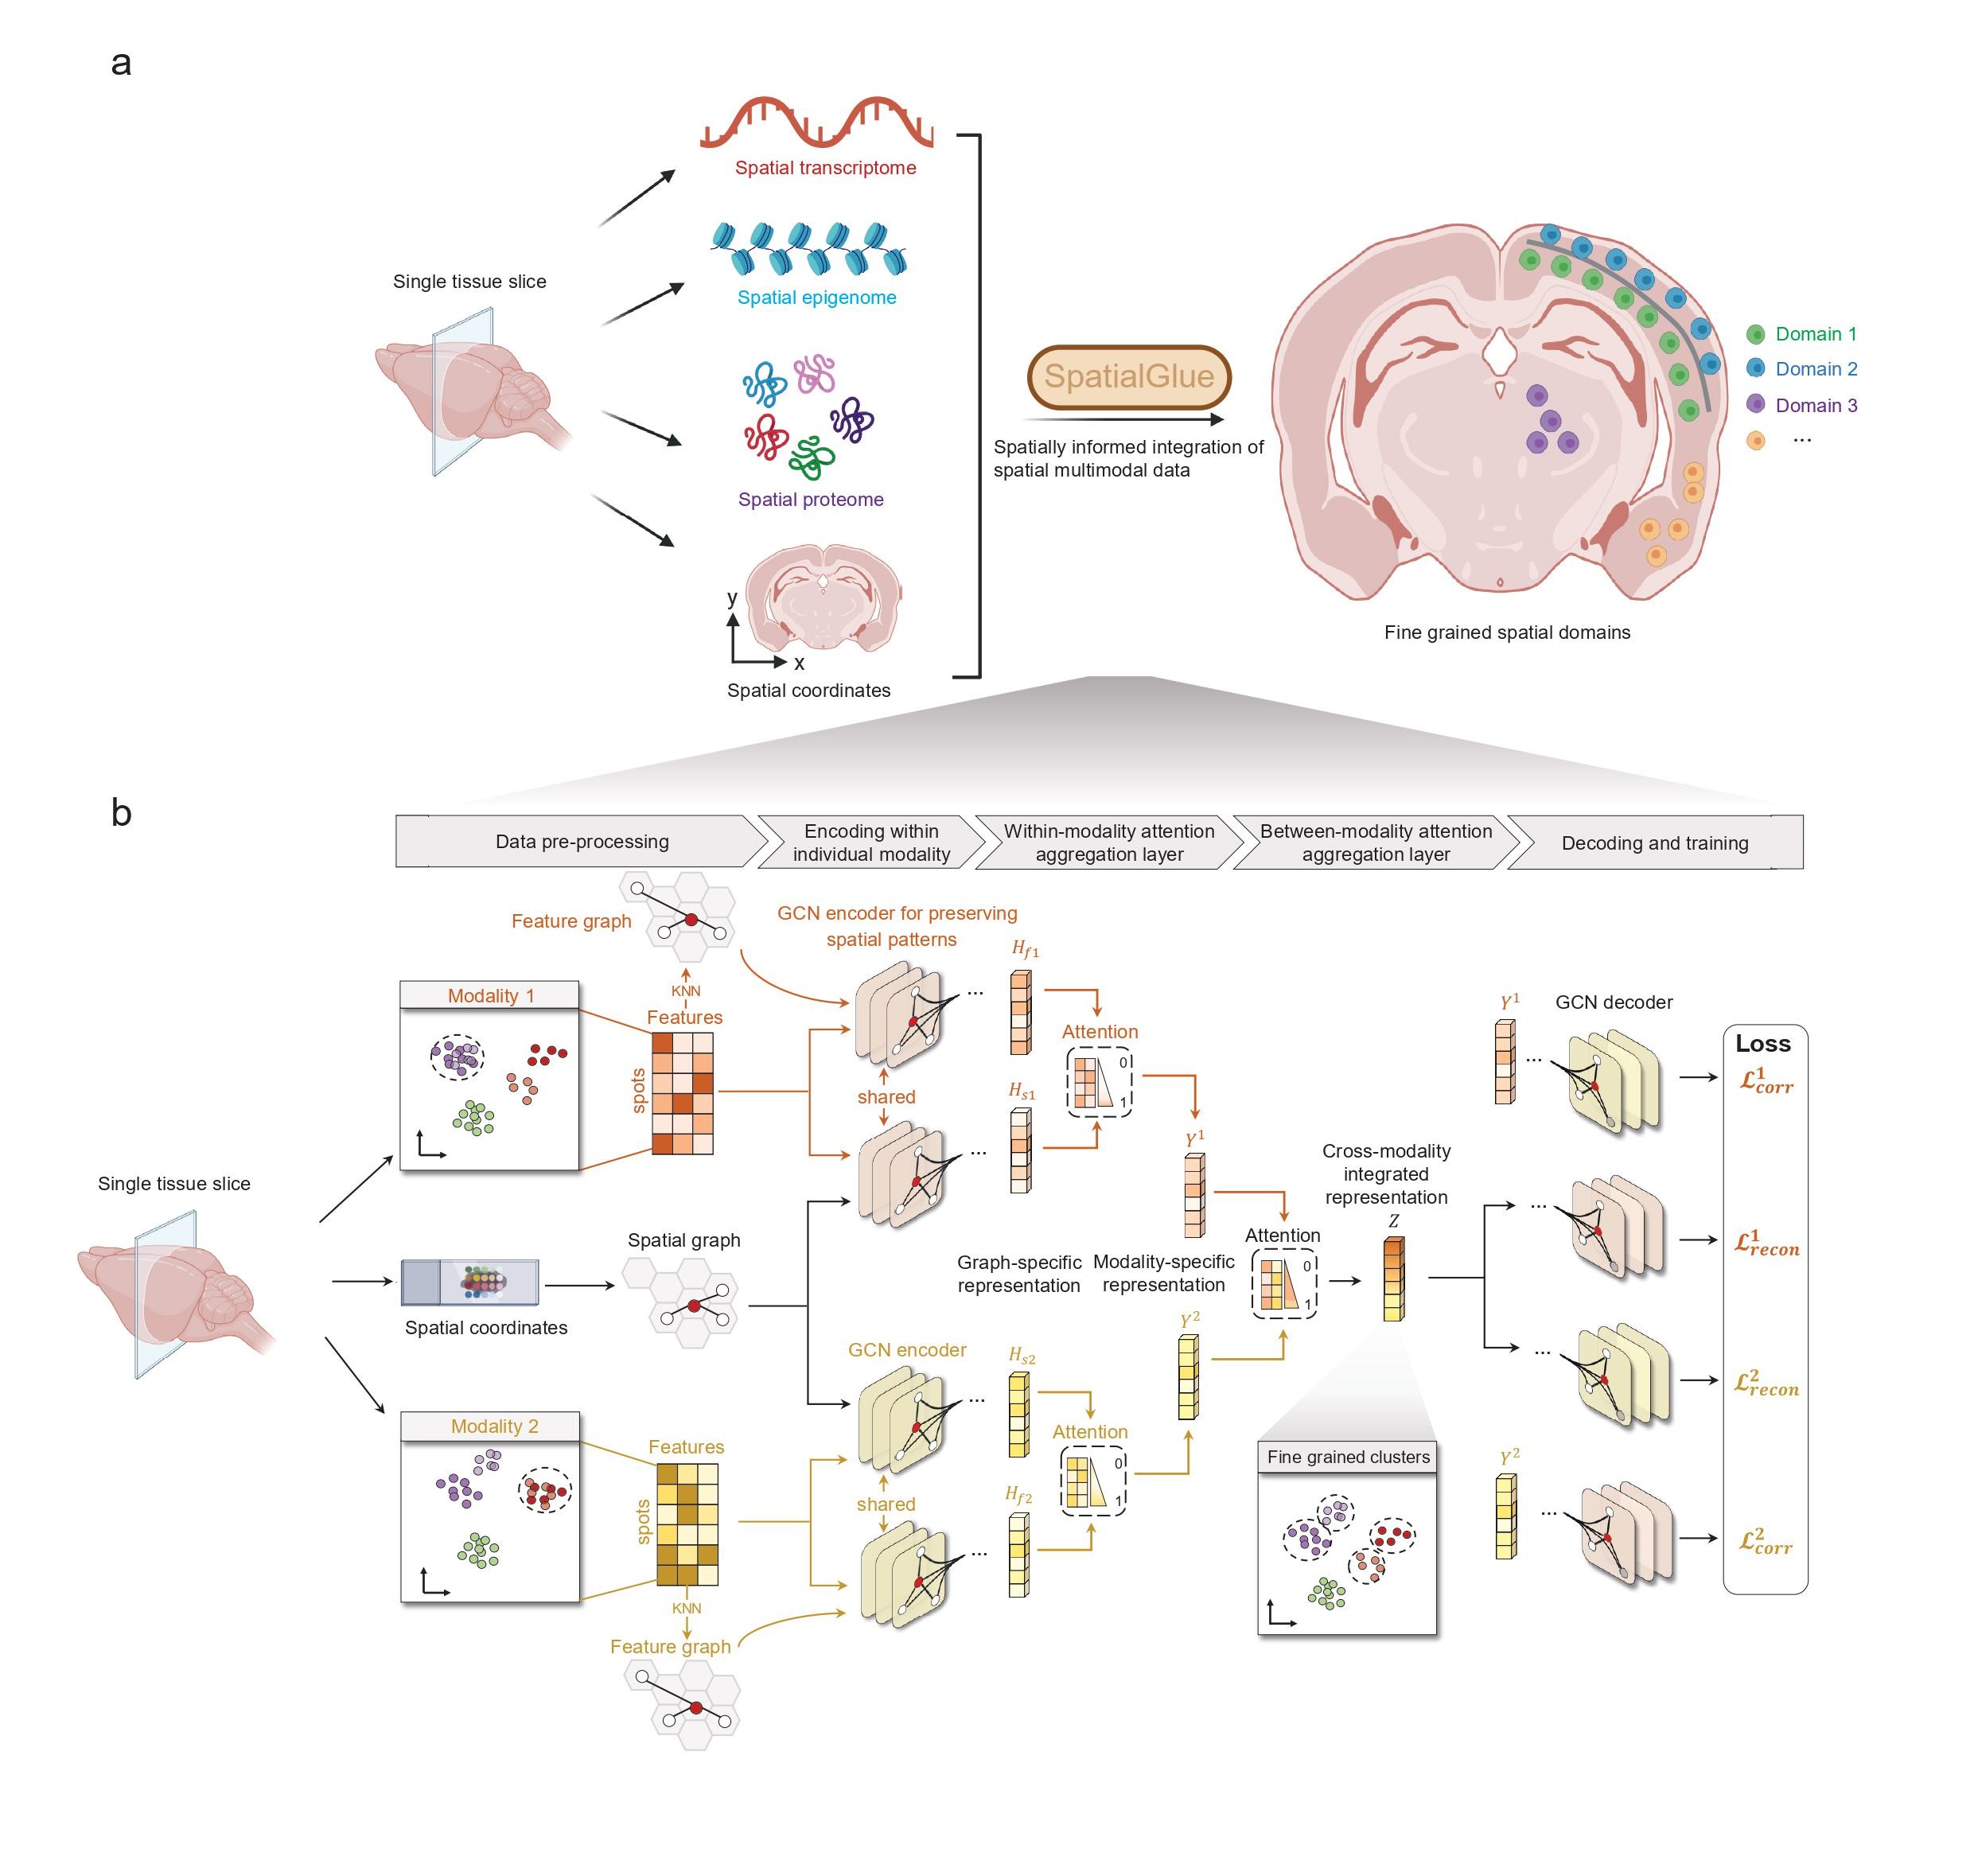 a
Spatial transcriptome
Spatial epigenome
Single tissue slice
Spatial proteome
y
x
Spatial coordinates
SpatialGlue
Spatially informed integration of
spatial multimodal data
Domain 1
Domain 2
Domain 3
...
Fine grained spatial domains
b
Data pre-processing
Encoding within
individual modality
Within-modality attention
aggregation layer
Between-modality attention
aggregation layer
Decoding and training
Feature graph
KNN
Modality 1
Features
spots
GCN encoder for preserving
spatial patterns
shared
...
...
H_{f1}
H_{s1}
Attention
0
1
Y^1
Single tissue slice
Spatial coordinates
Spatial graph
Graph-specific
representation
Modality-specific
representation
Attention
0
1
Cross-modality
integrated
representation
Z
Modality 2
Features
spots
KNN
Feature graph
GCN encoder
shared
...
...
H_{s2}
H_{f2}
Attention
0
1
Y^2
Fine grained clusters
Y^1
GCN decoder
...
...
...
Y^2
...
Loss
ℒ^1_{corr}
ℒ^1_{recon}
ℒ^2_{recon}
ℒ^2_{corr}